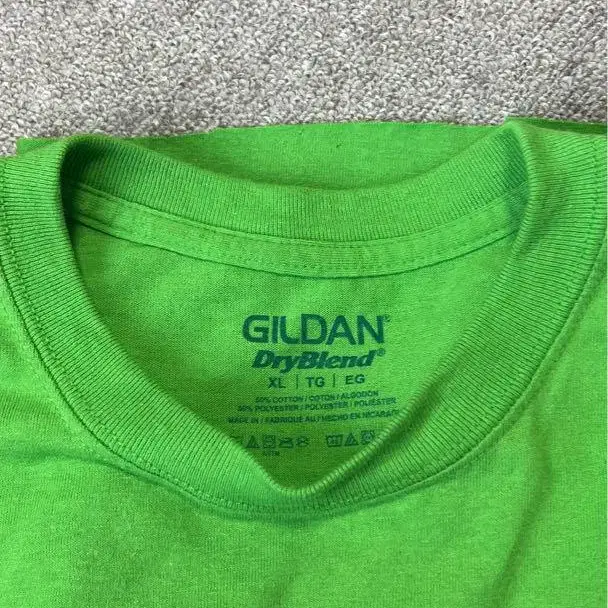 GILDAN®
DryBlend®
XL | TG | EG
50% COTTON / COTON / ALGODON
50% POLYESTER / POLYESTER / POLIÉSTER
MADE IN / FABRIQUÉ AU / HECHO EN NICARAGUA